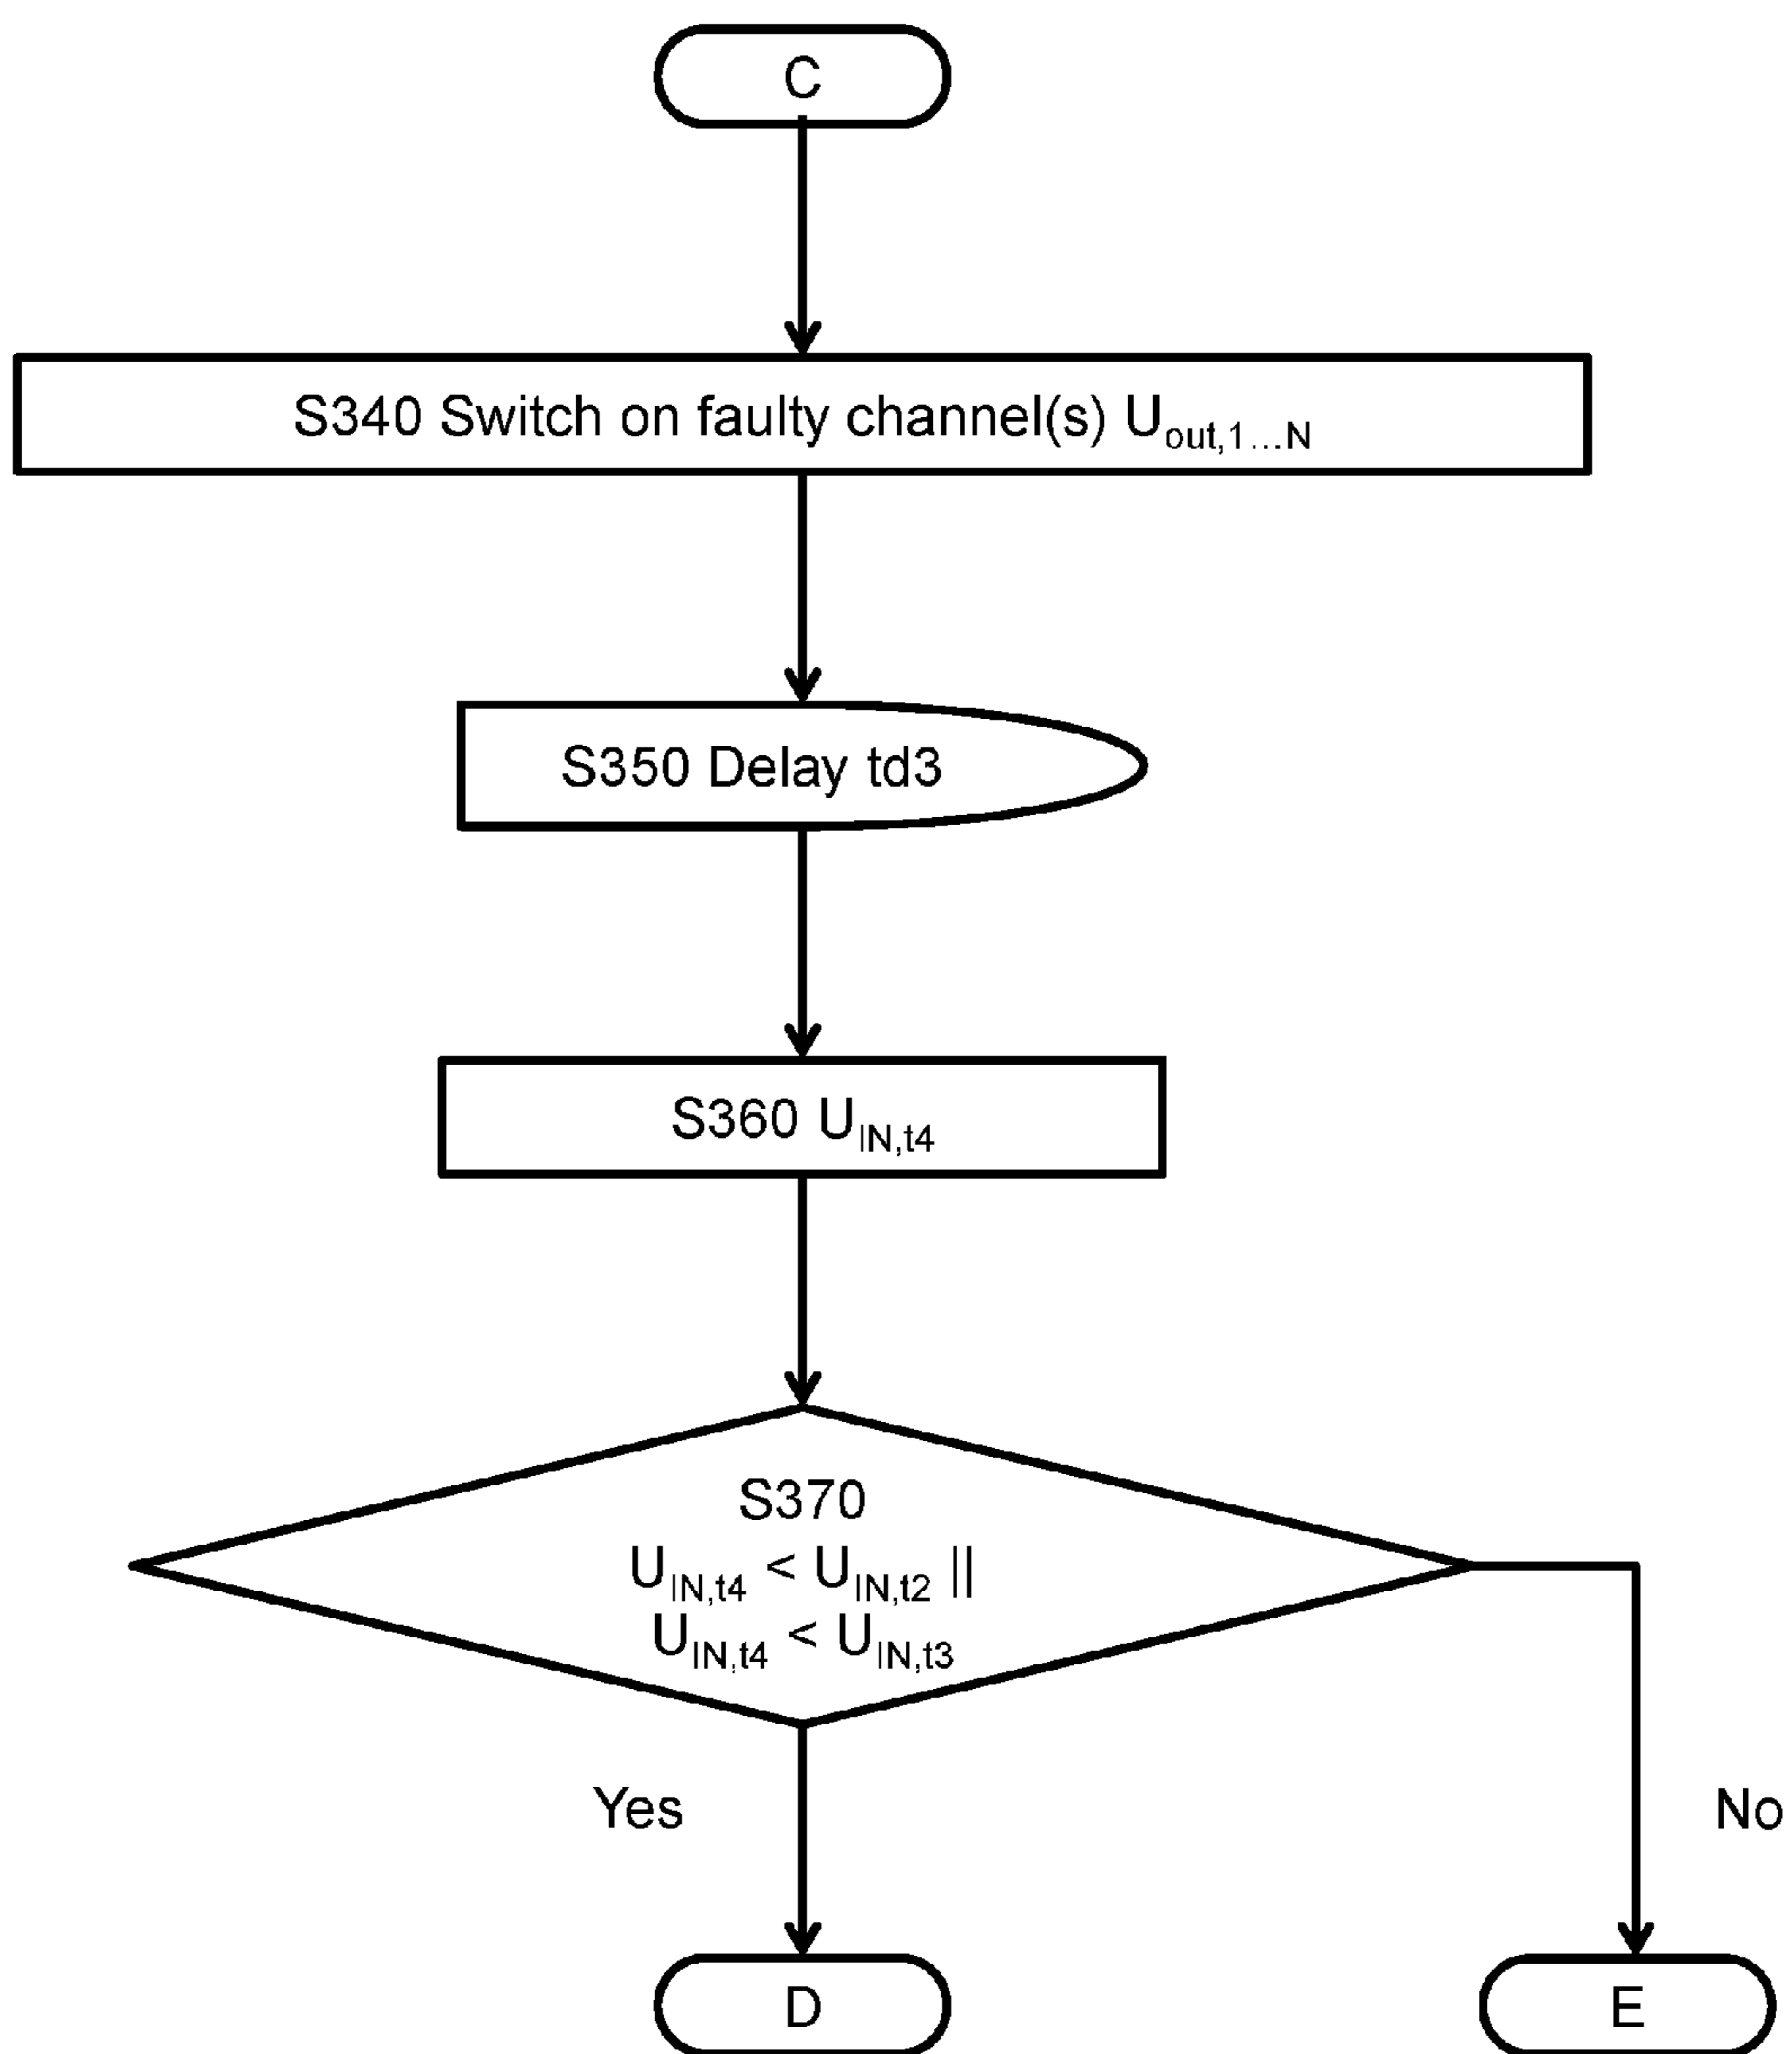 C
S340 Switch on faulty channel(s) Uout,1...N
S350 Delay td3
S360 UIN,t4
S370
UIN,t4 < UIN,t2 ||
UIN,t4 < UIN,t3
Yes
No
D
E